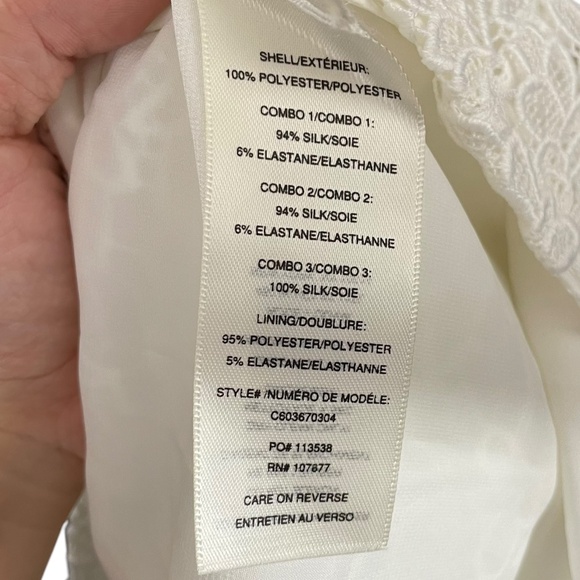 SHELL/EXTÉRIEUR:
100% POLYESTER/POLYESTER
COMBO 1/COMBO 1:
94% SILK/SOIE
6% ELASTANE/ELASTHANNE
COMBO 2/COMBO 2:
94% SILK/SOIE
6% ELASTANE/ELASTHANNE
COMBO 3/COMBO 3:
100% SILK/SOIE
LINING/DOUBLURE:
95% POLYESTER/POLYESTER
5% ELASTANE/ELASTHANNE
STYLE# /NUMÉRO DE MODÈLE:
C603670304
PO# 113538
RN# 107877
CARE ON REVERSE
ENTRETIEN AU VERSO